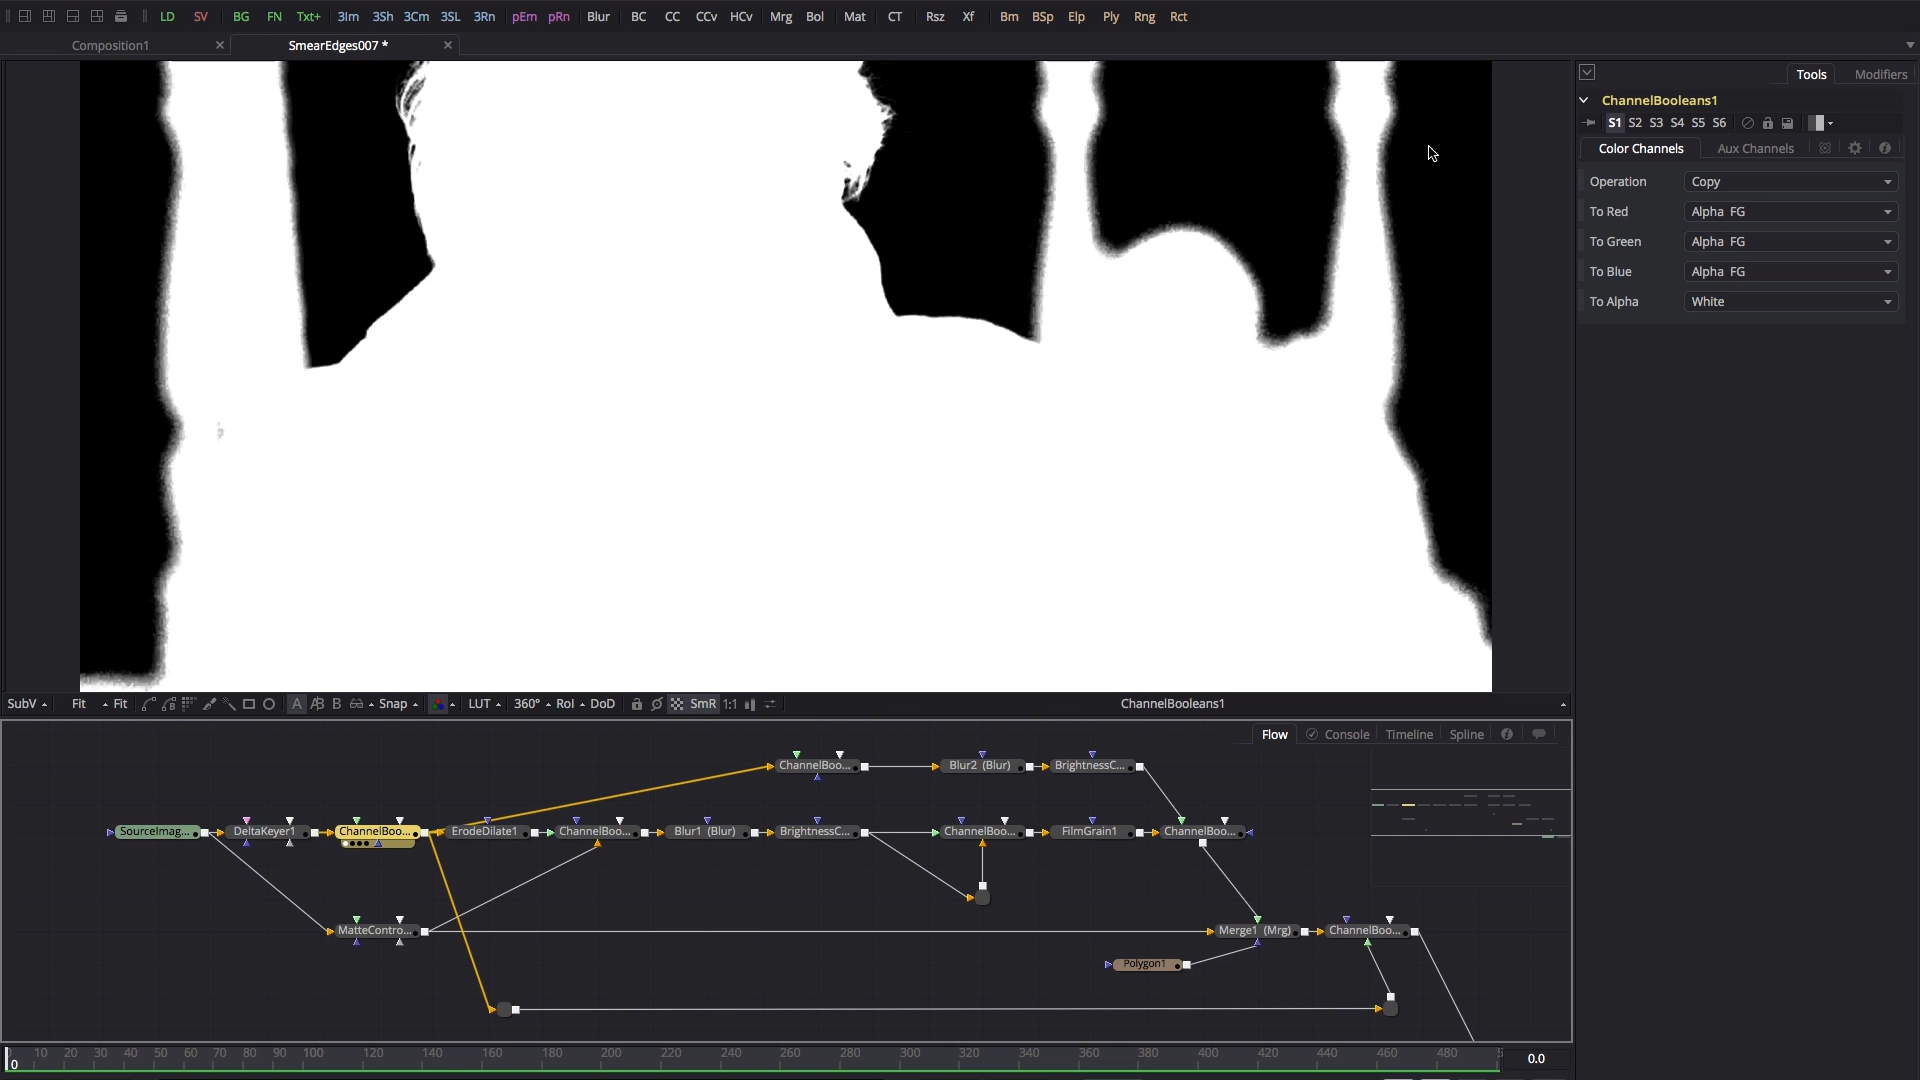 LD SV BG FN Txt+ 3Im 3Sh 3Cm 3SL 3Rn pEm pRn Blur BC CC CCv HCv Mrg Bol Mat CT Rsz Xf Bm BSp Elp Ply Rng Rct
Composition1 SmearEdges007 *
Tools Modifiers
ChannelBooleans1
S1 S2 S3 S4 S5 S6
Color Channels Aux Channels
Operation Copy
To Red Alpha FG
To Green Alpha FG
To Blue Alpha FG
To Alpha White
SubV Fit Fit A A/B B Snap LUT 360° RoI DoD SmR 1:1 ChannelBooleans1
Flow Console Timeline Spline
ChannelBoo... Blur2 (Blur) BrightnessC...
SourceImag... DeltaKeyer1 ChannelBoo... ErodeDilate1 ChannelBoo... Blur1 (Blur) BrightnessC... ChannelBoo... FilmGrain1 ChannelBoo...
MatteContro... Merge1 (Mrg) ChannelBoo...
Polygon1
10 20 30 40 50 60 70 80 90 100 120 140 160 180 200 220 240 260 280 300 320 340 360 380 400 420 440 460 480
0 0.0